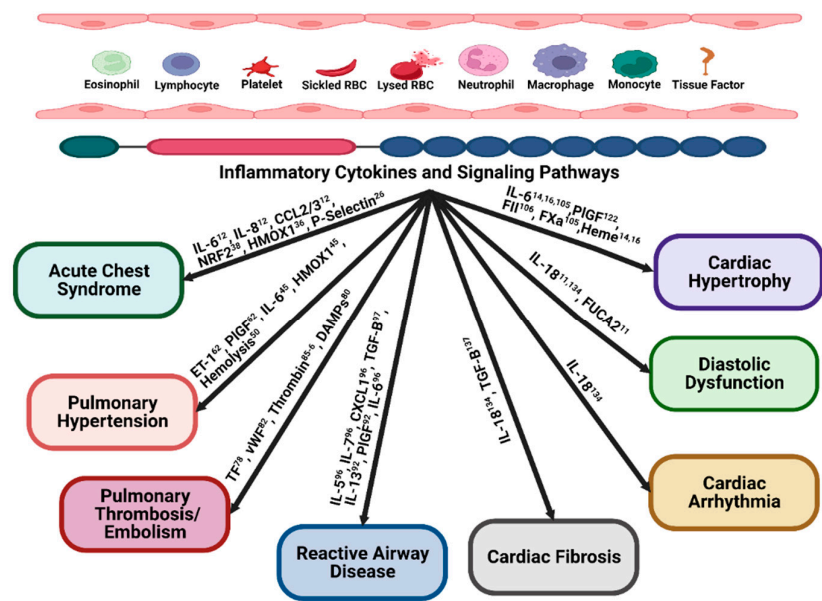 Eosinophil
Lymphocyte
Platelet
Sickled RBC
Lysed RBC
Neutrophil
Macrophage
Monocyte
Tissue Factor
Inflammatory Cytokines and Signaling Pathways
IL-6¹², IL-8¹², CCL2/3¹²,
NRF2³⁸, HMOX1³⁶, P-Selectin²⁶
Acute Chest
Syndrome
ET-1⁶², PlGF⁶², IL-6⁴⁵, HMOX1⁴⁵,
Hemolysis⁵⁰
Pulmonary
Hypertension
TF⁷⁸, vWF⁸², Thrombin⁸⁵⁻⁶, DAMPs⁸⁰
Pulmonary
Thrombosis/
Embolism
IL-5⁹⁶, IL-7⁹⁶, CXCL1⁹⁶, TGF-B⁹⁷,
IL-13⁹², PlGF⁹², IL-6⁹⁶
Reactive Airway
Disease
IL-18¹³⁴, TGF-B¹³⁷
Cardiac Fibrosis
IL-18¹³⁴
Cardiac
Arrhythmia
IL-18¹¹,¹³⁴, FUCA2¹¹
Diastolic
Dysfunction
IL-6¹⁴,¹⁶,¹⁰⁵,PlGF¹²²,
FII¹⁰⁶, FXa¹⁰⁵,Heme¹⁴,¹⁶
Cardiac
Hypertrophy